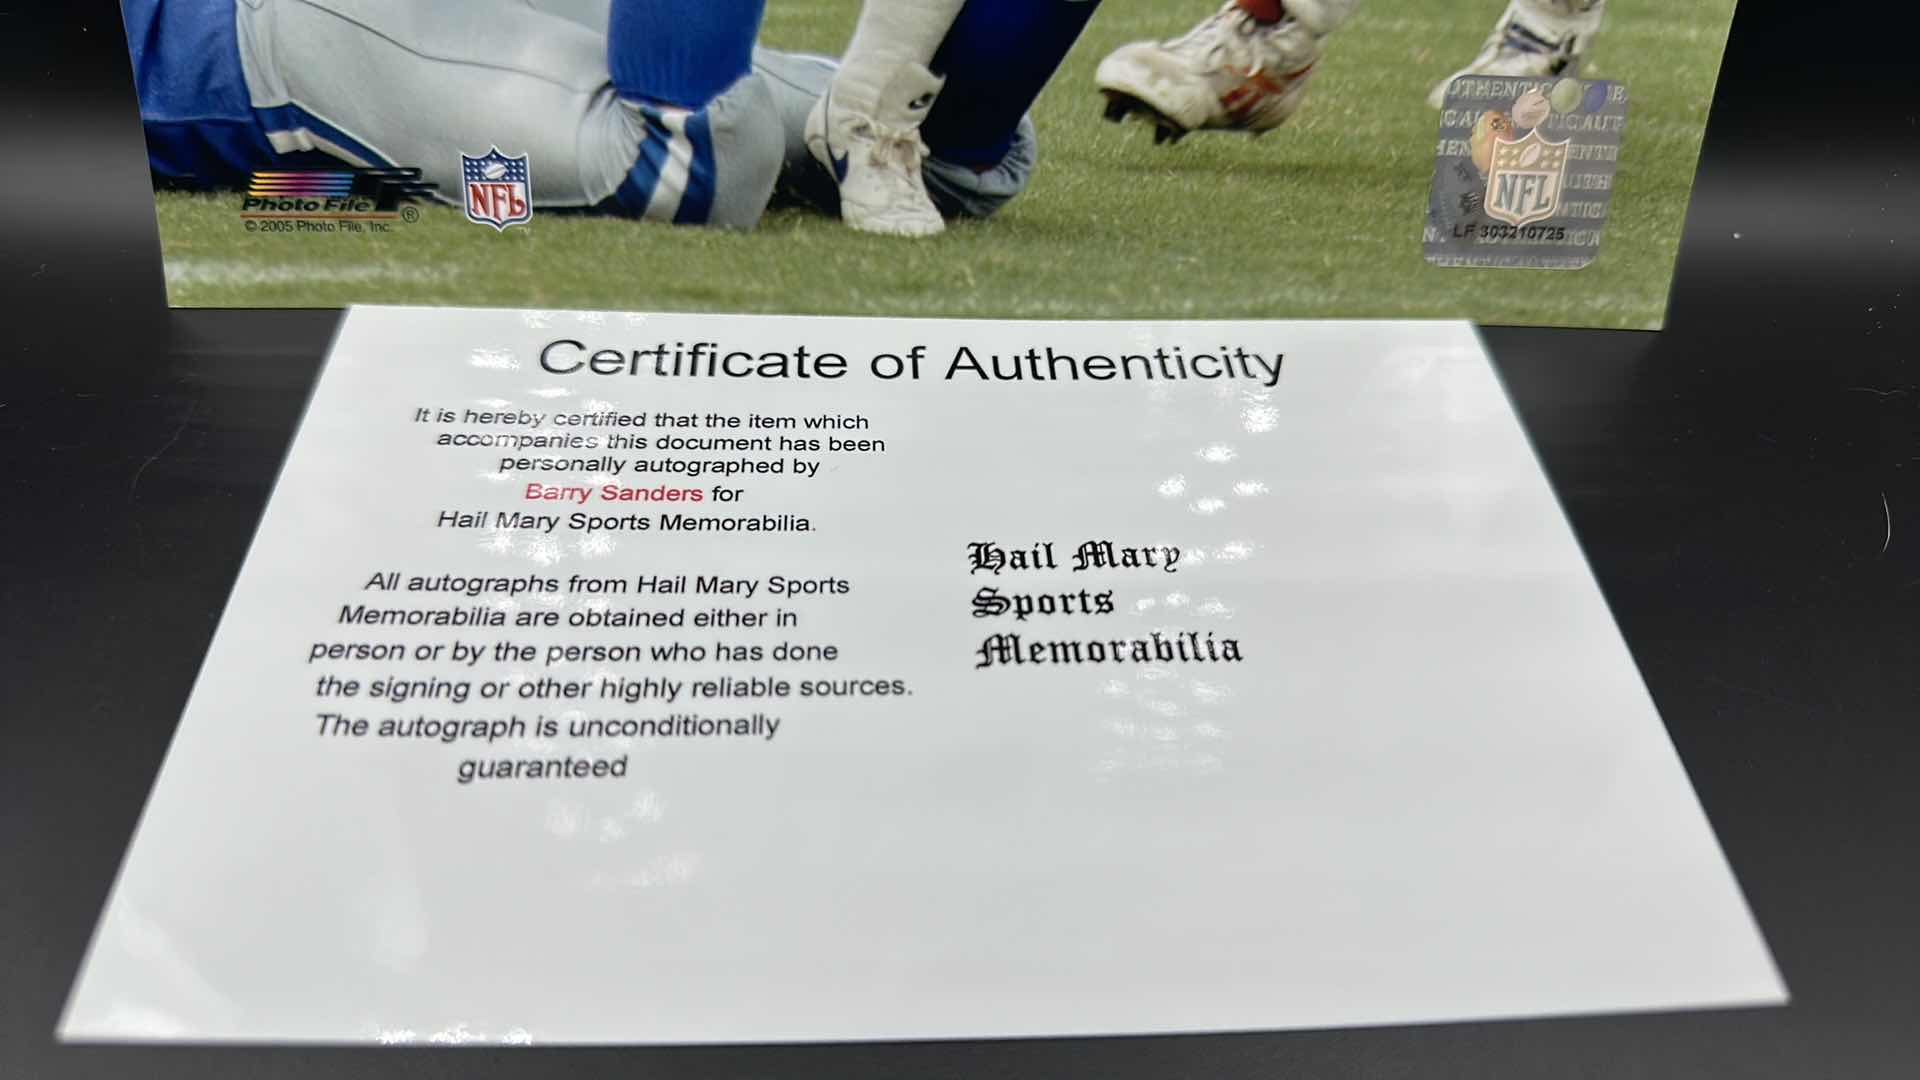 Photo File ®
© 2005 Photo File, Inc.
NFL
NFL
LF 303210725
Certificate of Authenticity
It is hereby certified that the item which
accompanies this document has been
personally autographed by
Barry Sanders for
Hail Mary Sports Memorabilia.
All autographs from Hail Mary Sports
Memorabilia are obtained either in
person or by the person who has done
the signing or other highly reliable sources.
The autograph is unconditionally
guaranteed
Hail Mary
Sports
Memorabilia